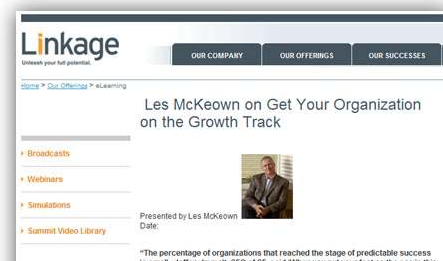 Linkage
Unleash your full potential.
OUR COMPANY
OUR OFFERINGS
OUR SUCCESSES
Home > Our Offerings > eLearning
Les McKeown on Get Your Organization
on the Growth Track
Broadcasts
Webinars
Simulations
Summit Video Library
Presented by Les McKeown
Date:
"The percentage of organizations that reached the stage of predictable success